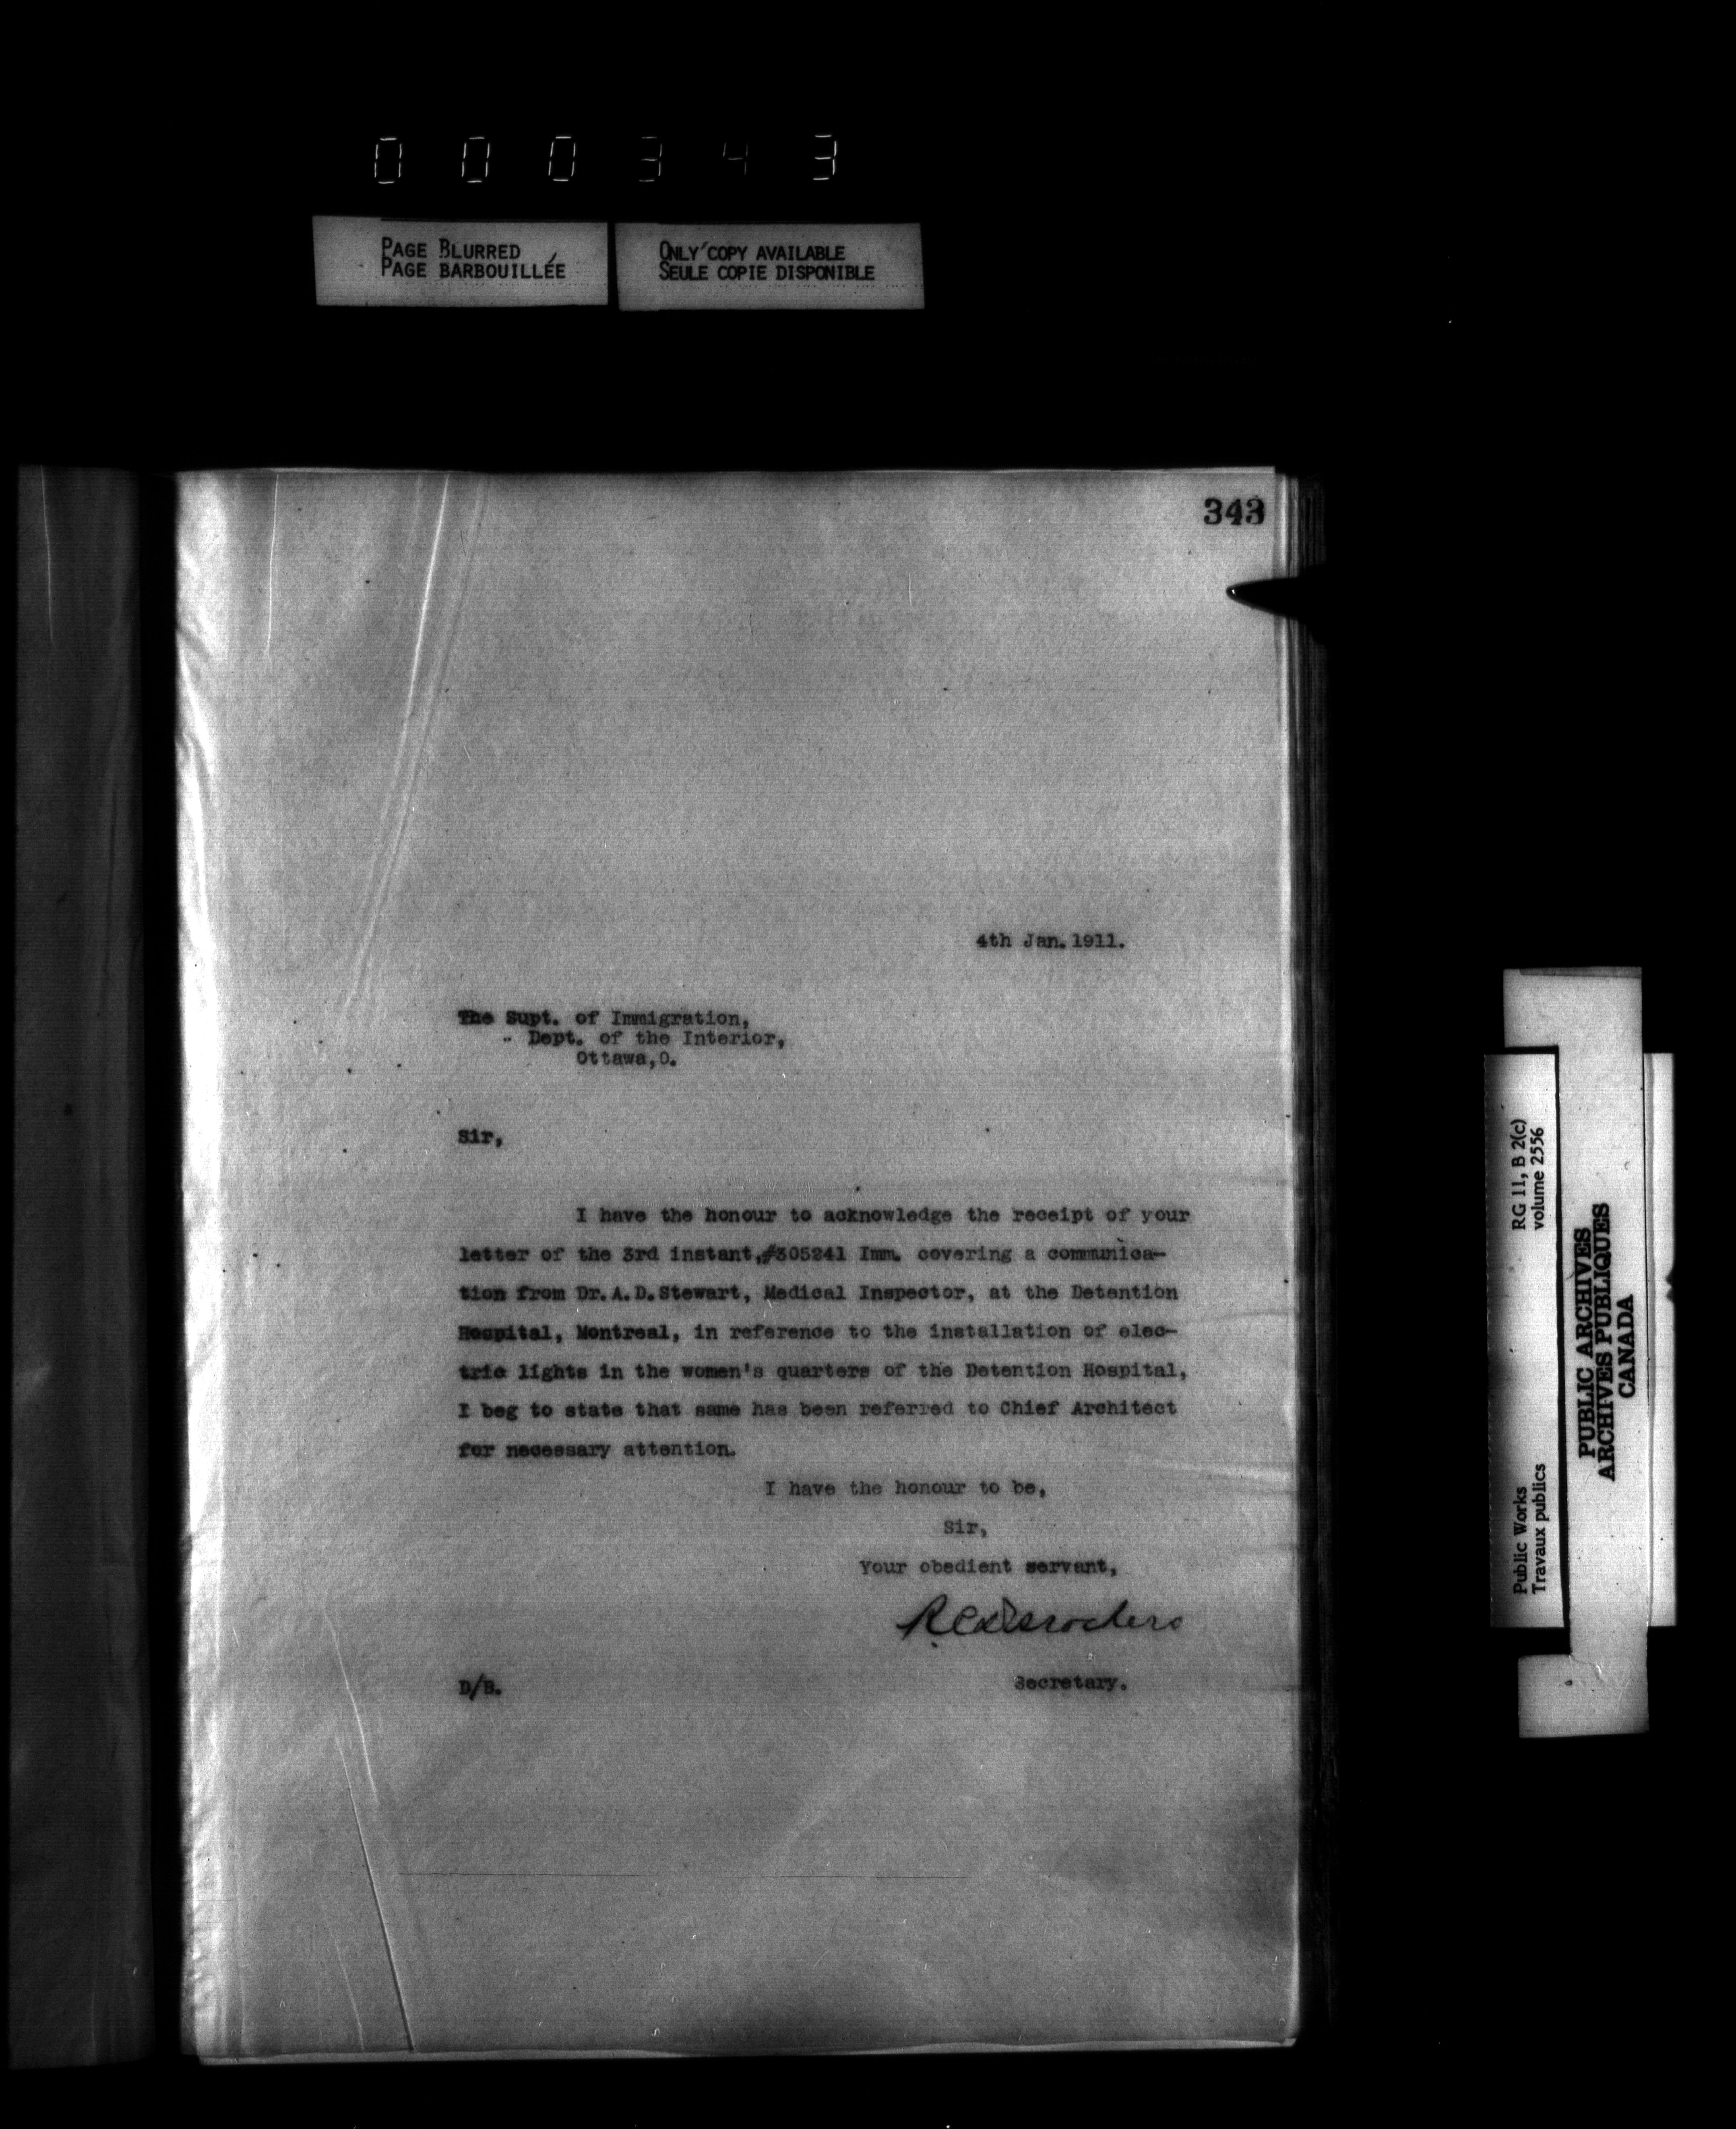 000343
PAGE BLURRED
PAGE BARBOUILLÉE
ONLY COPY AVAILABLE
SEULE COPIE DISPONIBLE
343
4th Jan. 1911.
The Supt. of Immigration,
Dept. of the Interior,
Ottawa, O.
Sir,
I have the honour to acknowledge the receipt of your
letter of the 3rd instant, #305241 Imm. covering a communica-
tion from Dr. A.D. Stewart, Medical Inspector, at the Detention
Hospital, Montreal, in reference to the installation of elec-
tric lights in the women's quarters of the Detention Hospital,
I beg to state that same has been referred to Chief Architect
for necessary attention.
I have the honour to be,
Sir,
Your obedient servant,
R C Desrochers
D/B.
Secretary.
Public Works
Travaux publics
RG 11, B 2(c)
volume 2556
PUBLIC ARCHIVES
ARCHIVES PUBLIQUES
CANADA